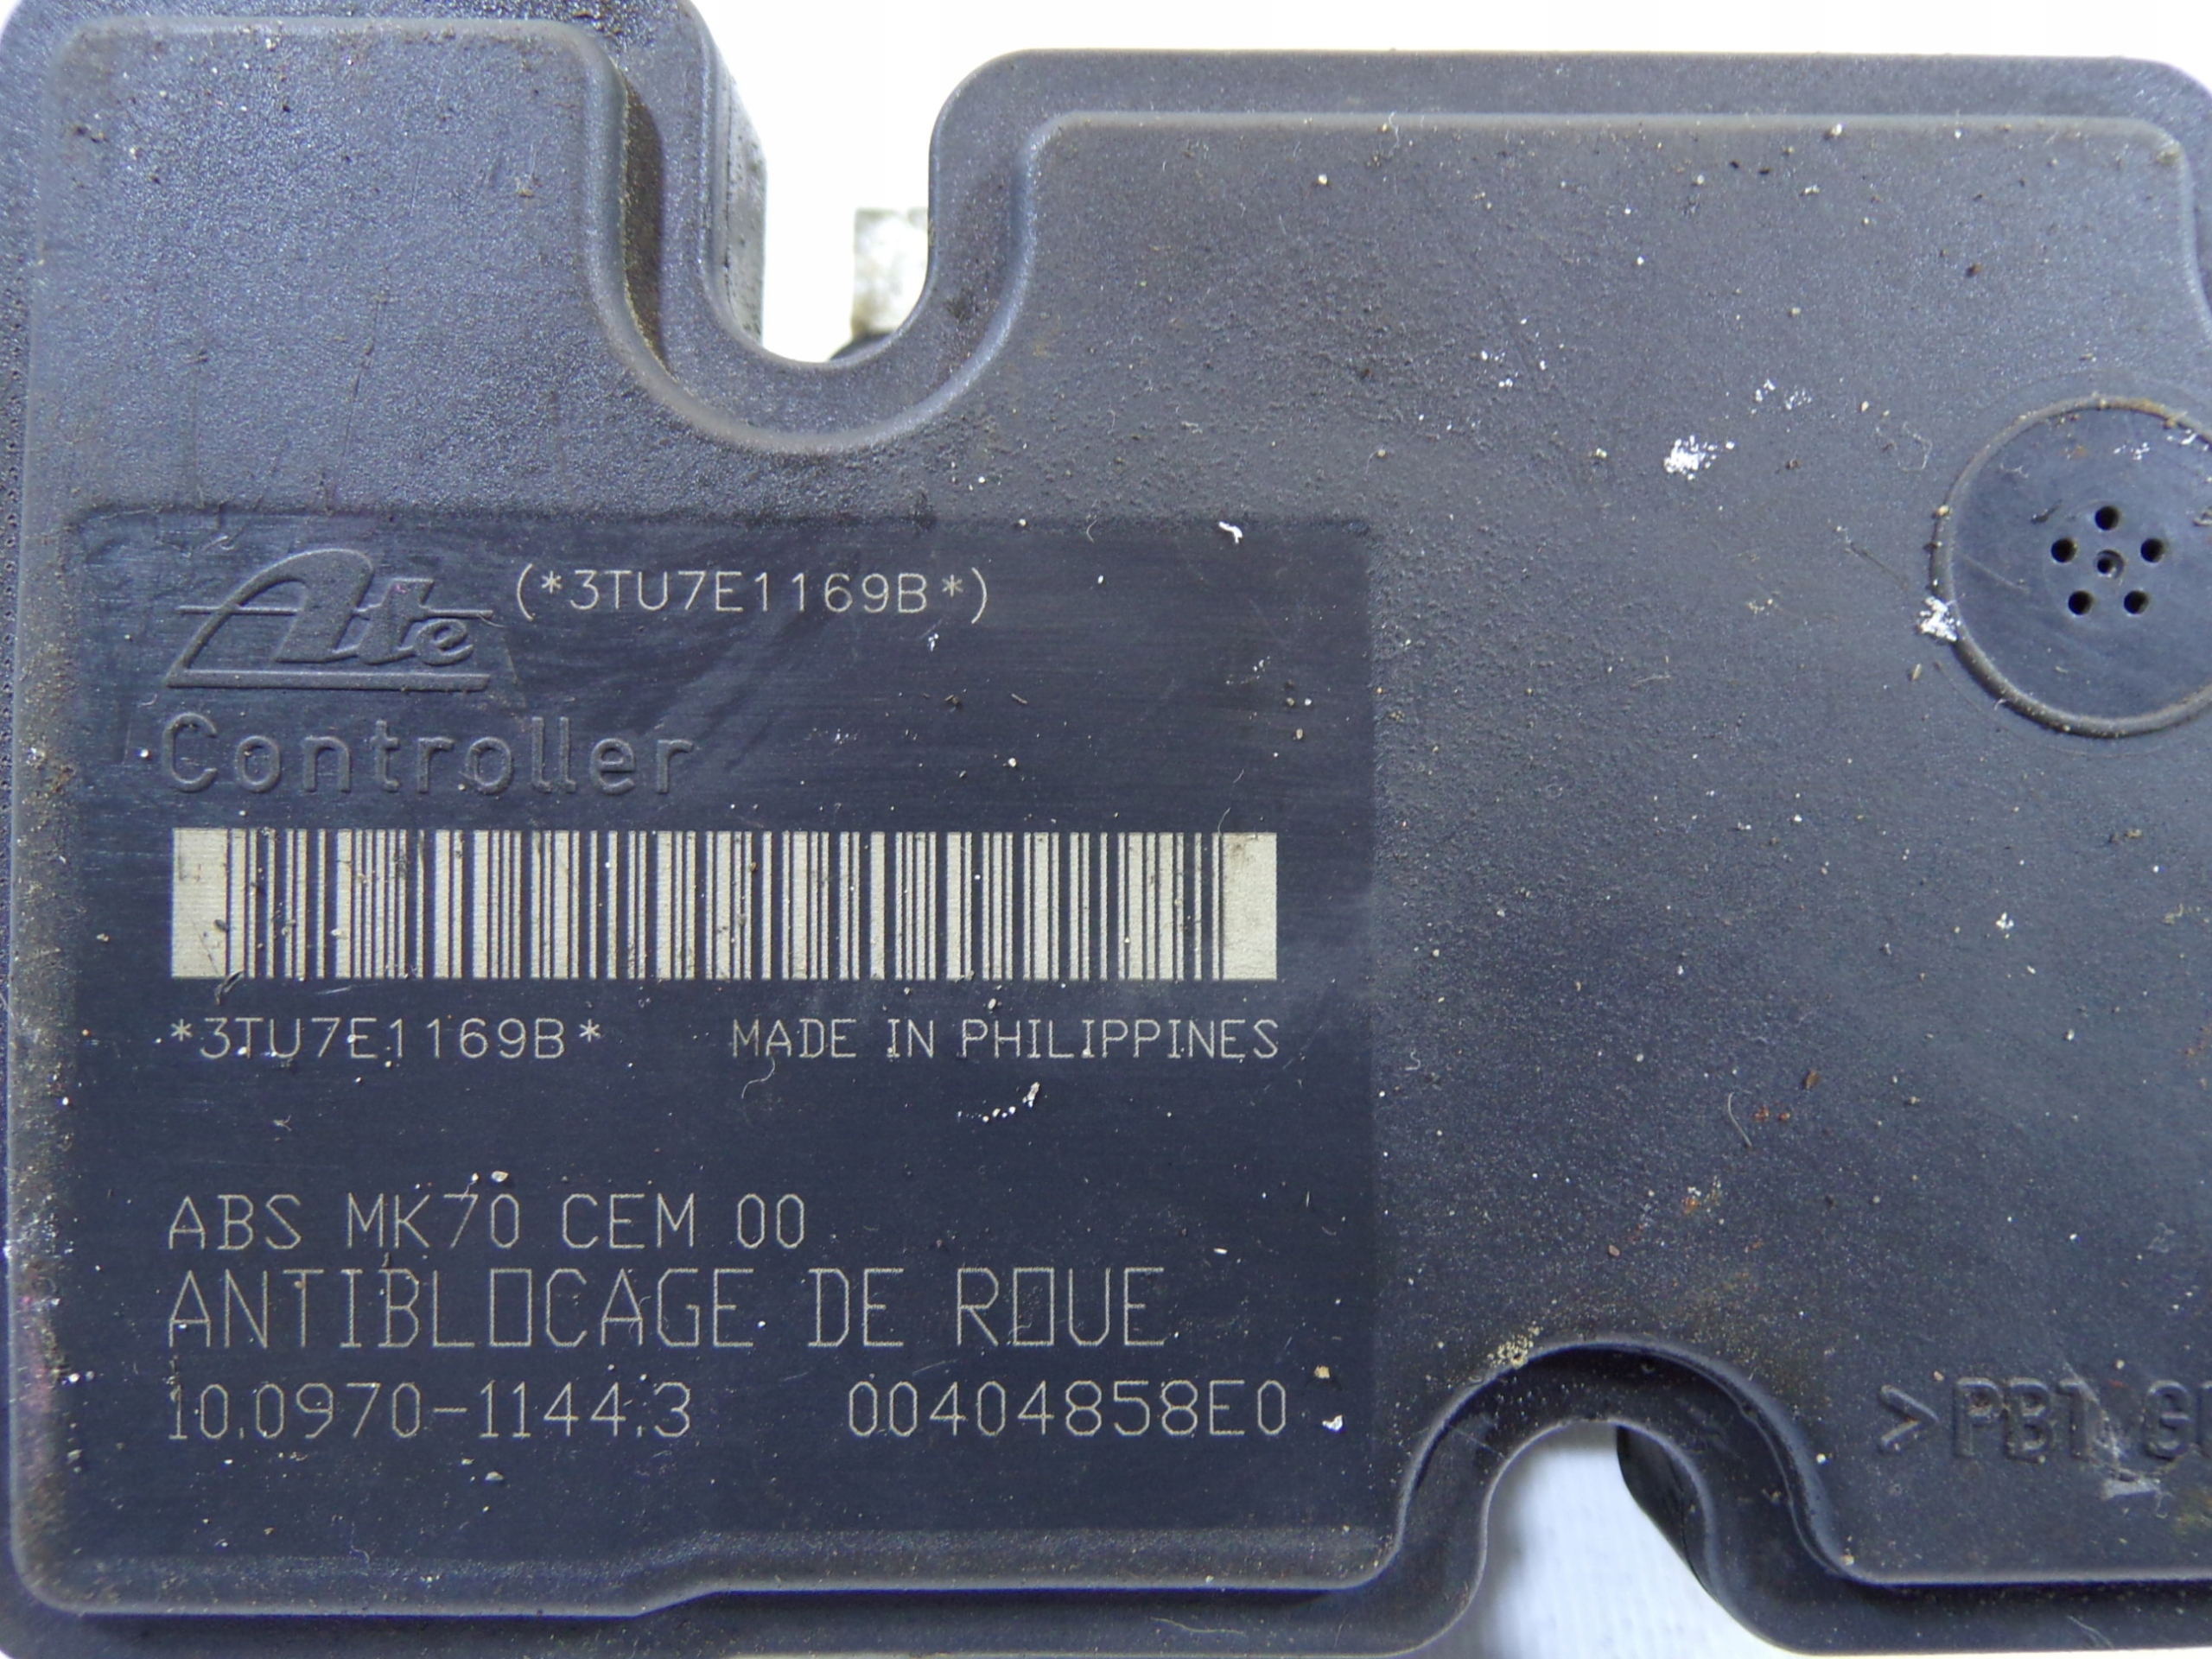 Ate (*3TU7E1169B*)
Controller
*3TU7E1169B* MADE IN PHILIPPINES
ABS MK70 CEM 00
ANTIBLOCAGE DE ROUE
10.0970-1144.3 00404858E0
>PBT